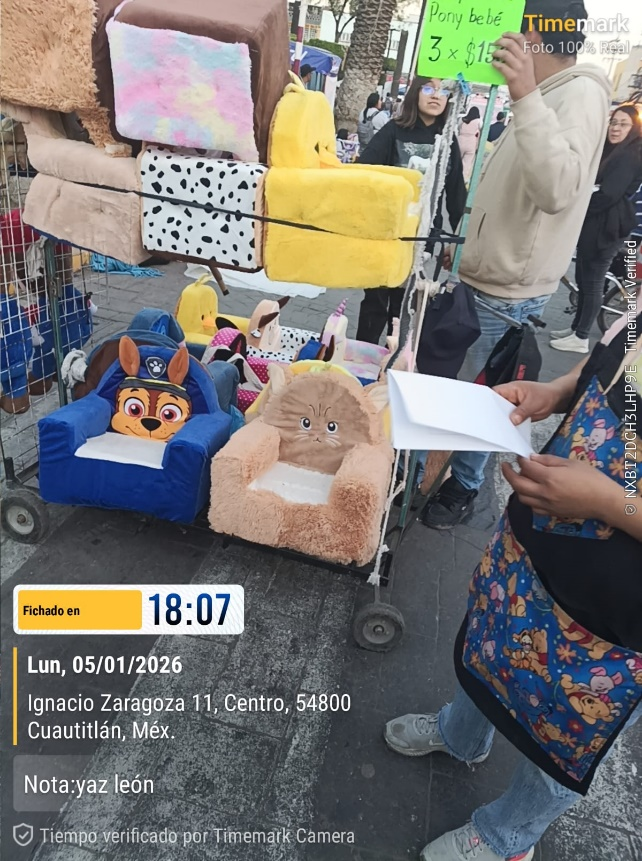 Pony bebé
3 x $15
Timemark
Foto 100% Real
© NXBT2DCH3LHP9E Timemark Verified
Fichado en 18:07
Lun, 05/01/2026
Ignacio Zaragoza 11, Centro, 54800
Cuautitlán, Méx.
Nota:yaz león
Tiempo verificado por Timemark Camera